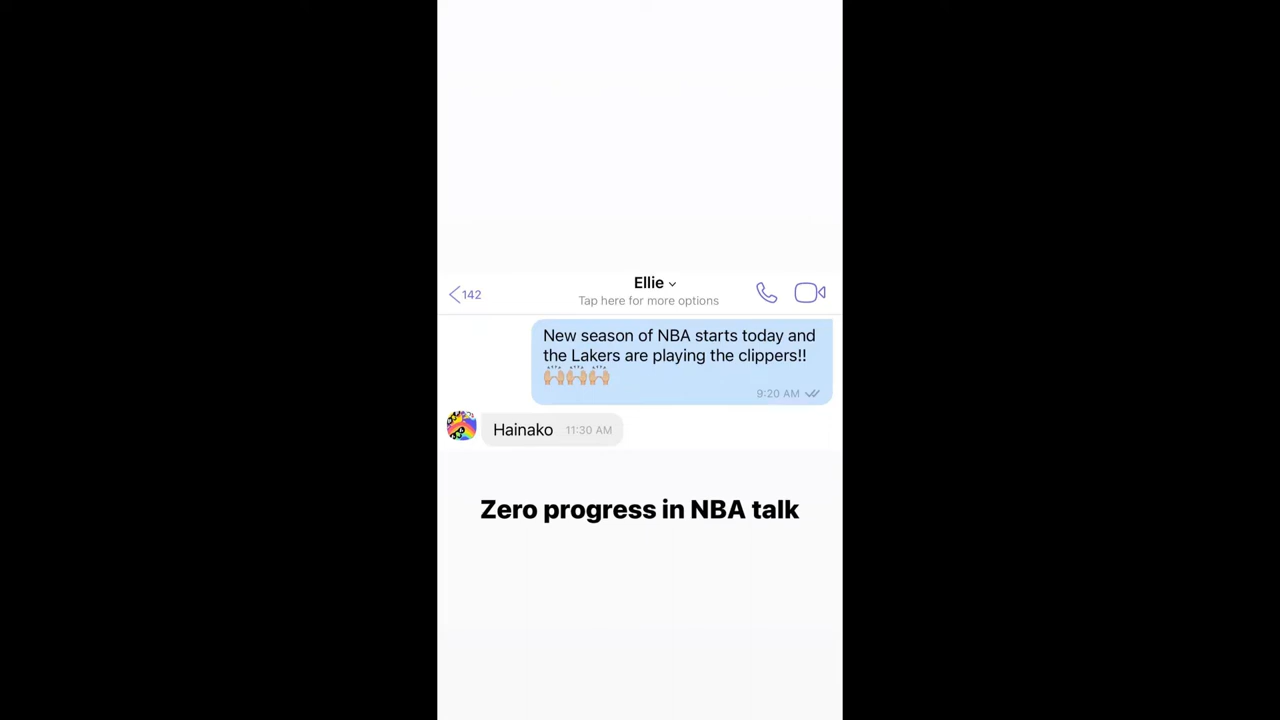 Ellie
142
Tap here for more options
New season of NBA starts today and
the Lakers are playing the clippers!!
🙌🏼🙌🏼🙌🏼
9:20 AM
Hainako 11:30 AM
Zero progress in NBA talk